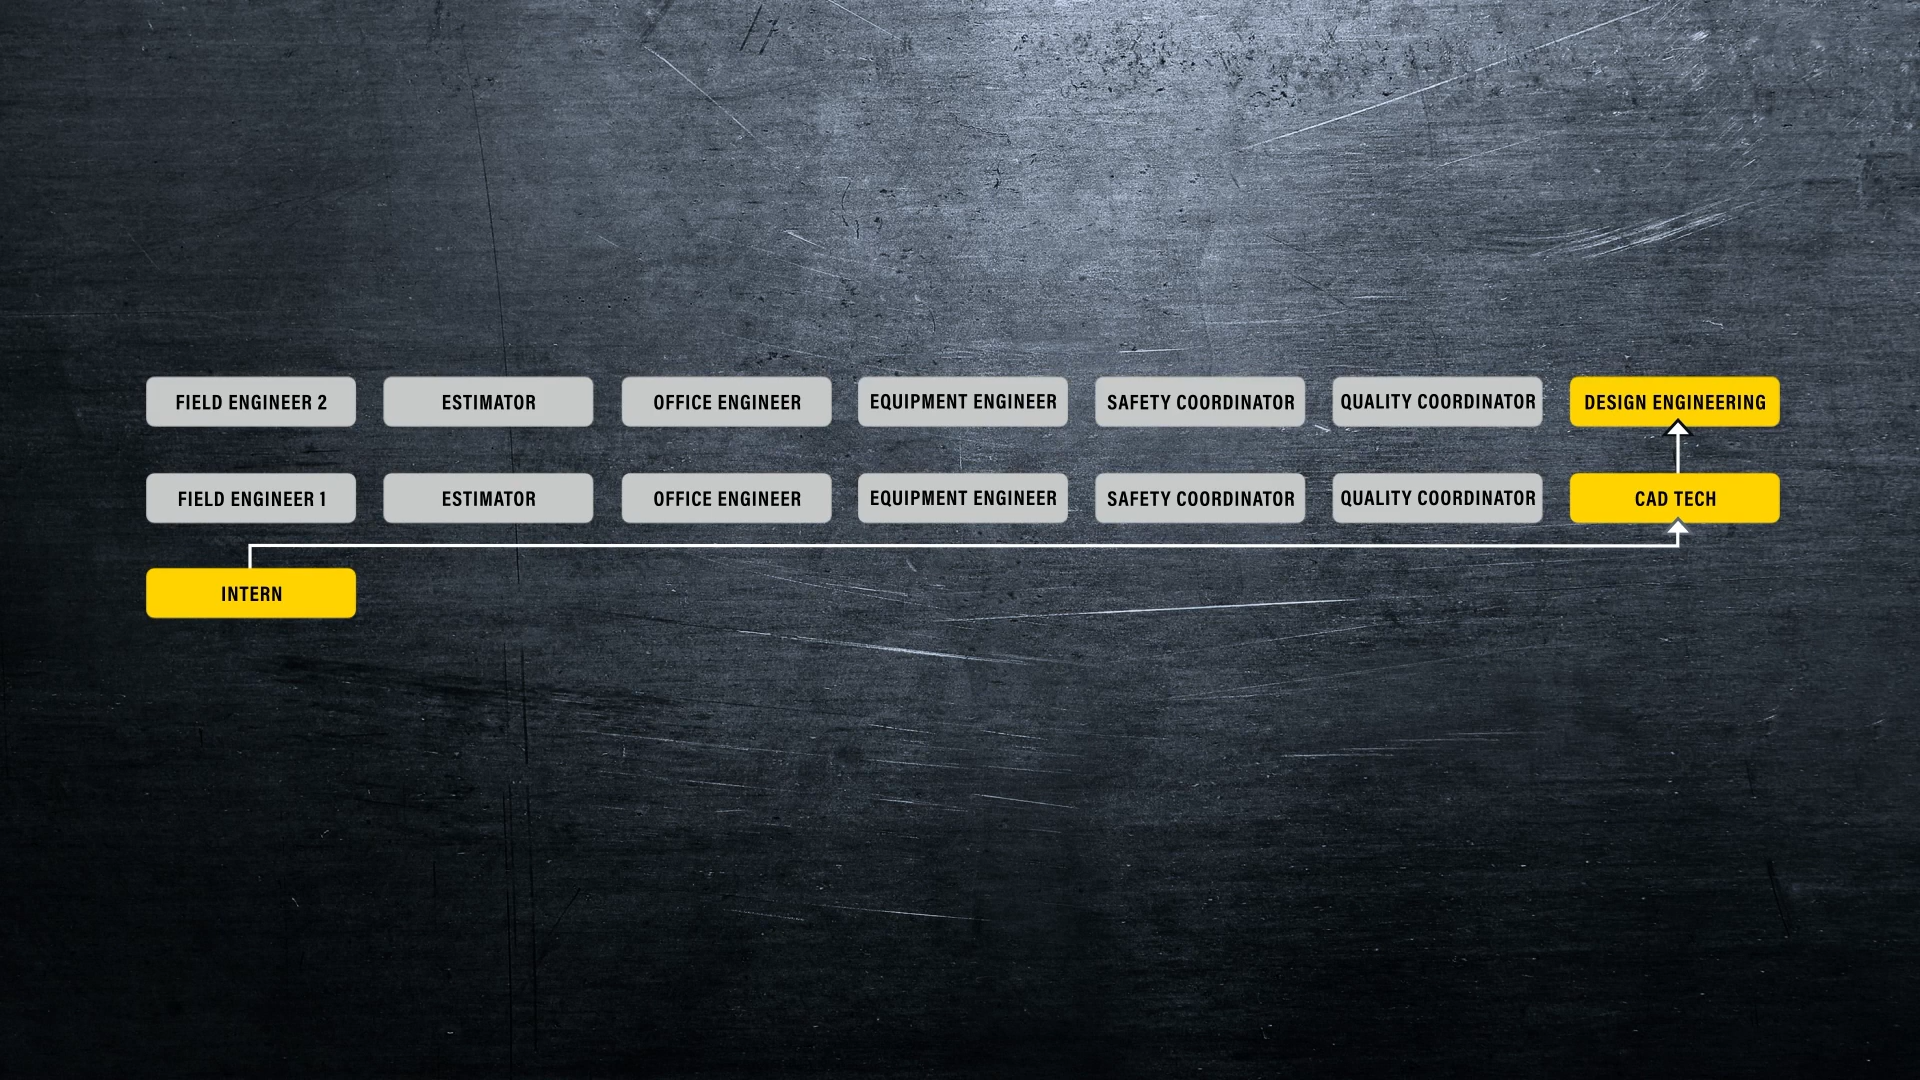 FIELD ENGINEER 2
ESTIMATOR
OFFICE ENGINEER
EQUIPMENT ENGINEER
SAFETY COORDINATOR
QUALITY COORDINATOR
DESIGN ENGINEERING
FIELD ENGINEER 1
ESTIMATOR
OFFICE ENGINEER
EQUIPMENT ENGINEER
SAFETY COORDINATOR
QUALITY COORDINATOR
CAD TECH
INTERN